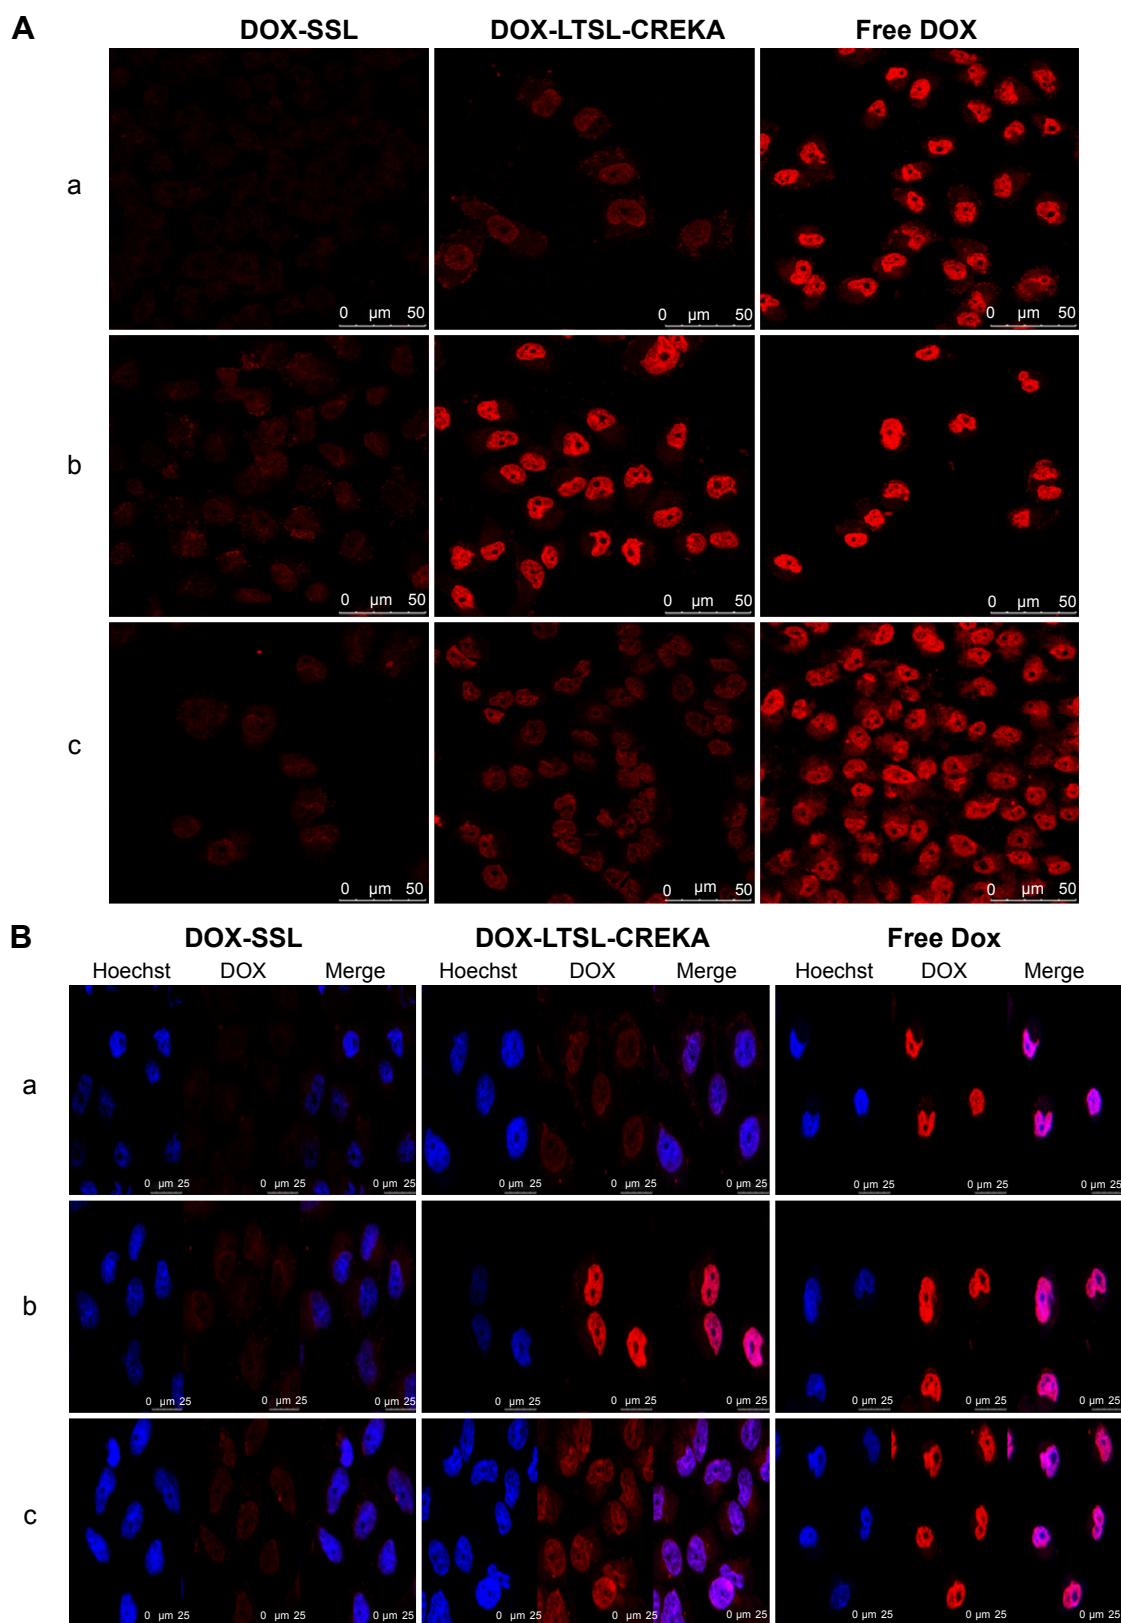 A
DOX-SSL DOX-LTSL-CREKA Free DOX
a
0 µm 50 0 µm 50 0 µm 50
b
0 µm 50 0 µm 50 0 µm 50
c
0 µm 50 0 µm 50 0 µm 50
B
DOX-SSL DOX-LTSL-CREKA Free Dox
Hoechst DOX Merge Hoechst DOX Merge Hoechst DOX Merge
a
0 µm 25 0 µm 25 0 µm 25 0 µm 25 0 µm 25 0 µm 25 0 µm 25 0 µm 25 0 µm 25
b
0 µm 25 0 µm 25 0 µm 25 0 µm 25 0 µm 25 0 µm 25 0 µm 25 0 µm 25 0 µm 25
c
0 µm 25 0 µm 25 0 µm 25 0 µm 25 0 µm 25 0 µm 25 0 µm 25 0 µm 25 0 µm 25